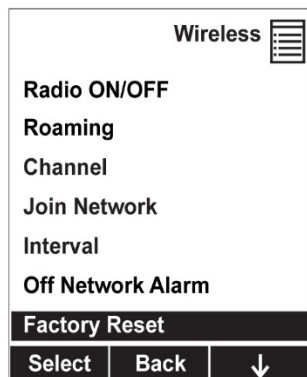 Wireless
Radio ON/OFF
Roaming
Channel
Join Network
Interval
Off Network Alarm
Factory Reset
Select Back ↓